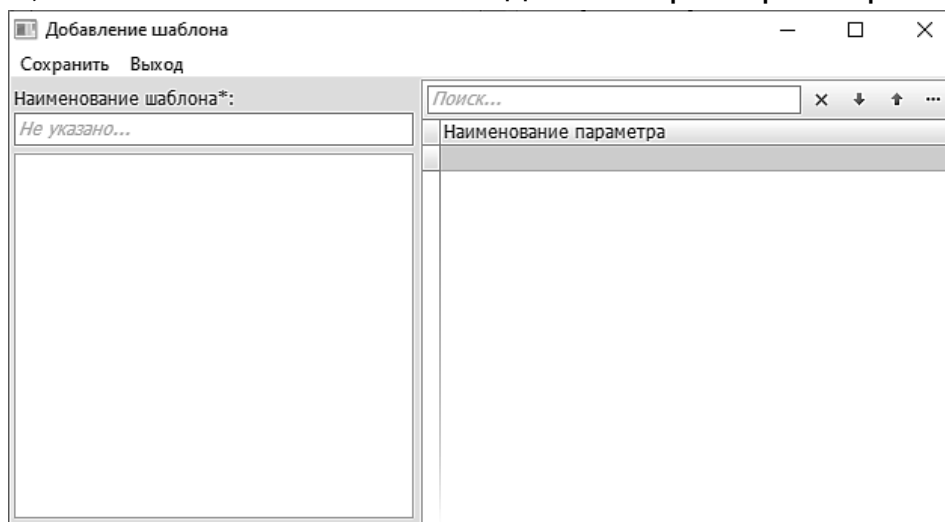 Добавление шаблона
Сохранить Выход
Наименование шаблона*:
Не указано...
Поиск...
Наименование параметра